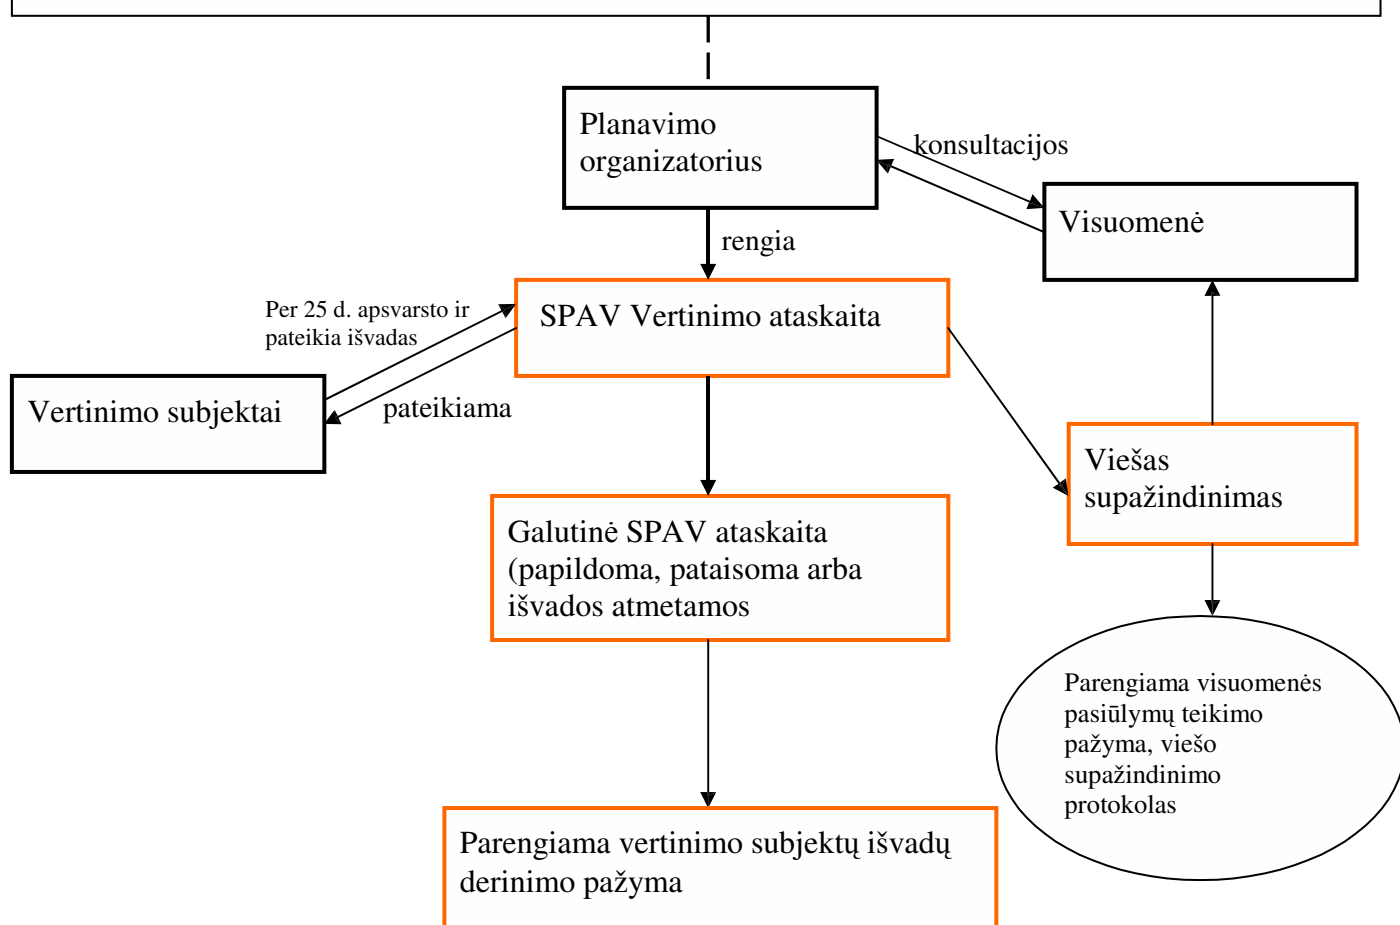 Planavimo
organizatorius
konsultacijos
Visuomenė
rengia
SPAV Vertinimo ataskaita
Per 25 d. apsvarsto ir
pateikia išvadas
Vertinimo subjektai
pateikiama
Viešas
supažindinimas
Galutinė SPAV ataskaita
(papildoma, pataisoma arba
išvados atmetamos
Parengiama visuomenės
pasiūlymų teikimo
pažyma, viešo
supažindinimo
protokolas
Parengiama vertinimo subjektų išvadų
derinimo pažyma